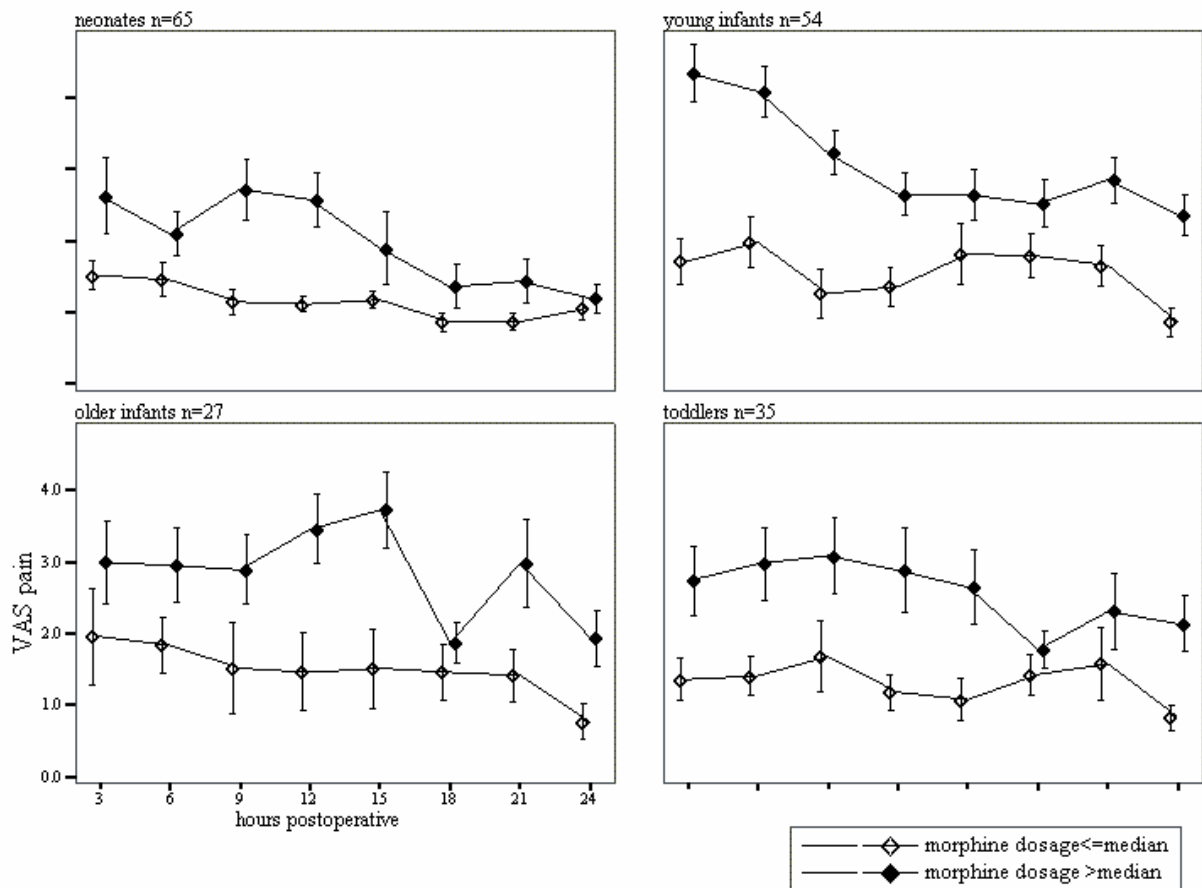 neonates n=65
young infants n=54
older infants n=27
toddlers n=35
4.0
3.0
2.0
1.0
0.0
VAS pain
3 6 9 12 15 18 21 24
hours postoperative
morphine dosage<=median
morphine dosage >median